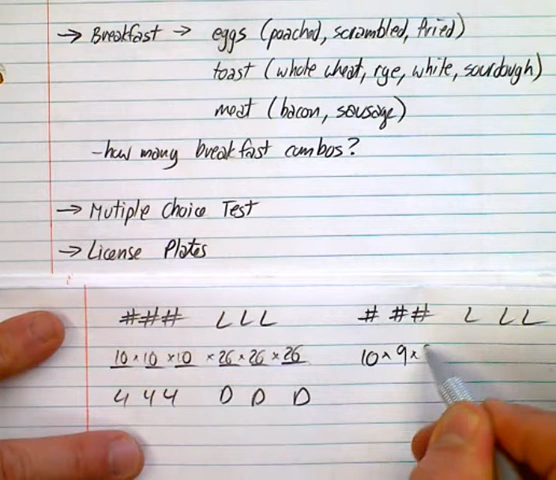 → Breakfast → eggs (poached, scrambled, fried)
toast (whole wheat, rye, white, sourdough)
meat (bacon, sausage)
-how many breakfast combos?
→ Mutiple Choice Test
→ License Plates
### LLL # ## L LL
10 × 10 × 10 × 26 × 26 × 26 10 × 9 ×
4 4 4 D D D